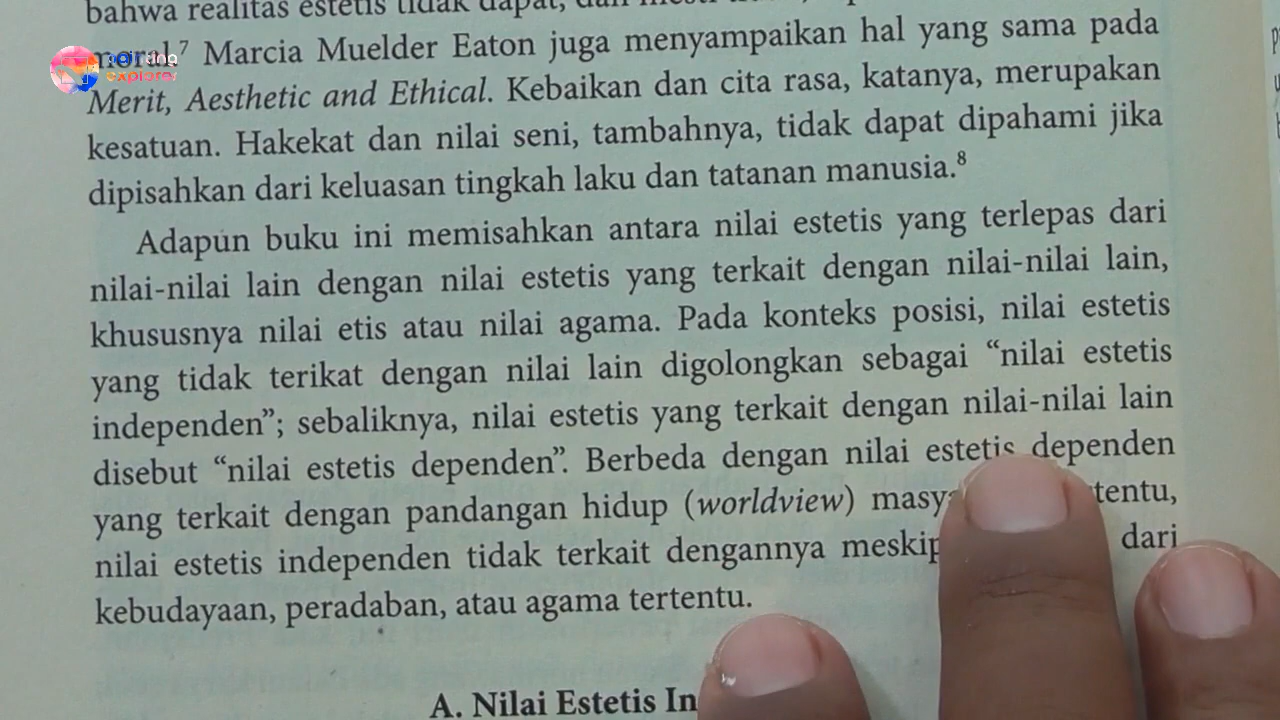 bahwa realitas estetis tidak dapat, dan
moral.⁷ Marcia Muelder Eaton juga menyampaikan hal yang sama pada
Merit, Aesthetic and Ethical. Kebaikan dan cita rasa, katanya, merupakan
kesatuan. Hakekat dan nilai seni, tambahnya, tidak dapat dipahami jika
dipisahkan dari keluasan tingkah laku dan tatanan manusia.⁸
Adapun buku ini memisahkan antara nilai estetis yang terlepas dari
nilai-nilai lain dengan nilai estetis yang terkait dengan nilai-nilai lain,
khususnya nilai etis atau nilai agama. Pada konteks posisi, nilai estetis
yang tidak terikat dengan nilai lain digolongkan sebagai “nilai estetis
independen”; sebaliknya, nilai estetis yang terkait dengan nilai-nilai lain
disebut “nilai estetis dependen”. Berbeda dengan nilai estetis dependen
yang terkait dengan pandangan hidup (worldview) masya tentu,
nilai estetis independen tidak terkait dengannya meskip dari
kebudayaan, peradaban, atau agama tertentu.
A. Nilai Estetis In